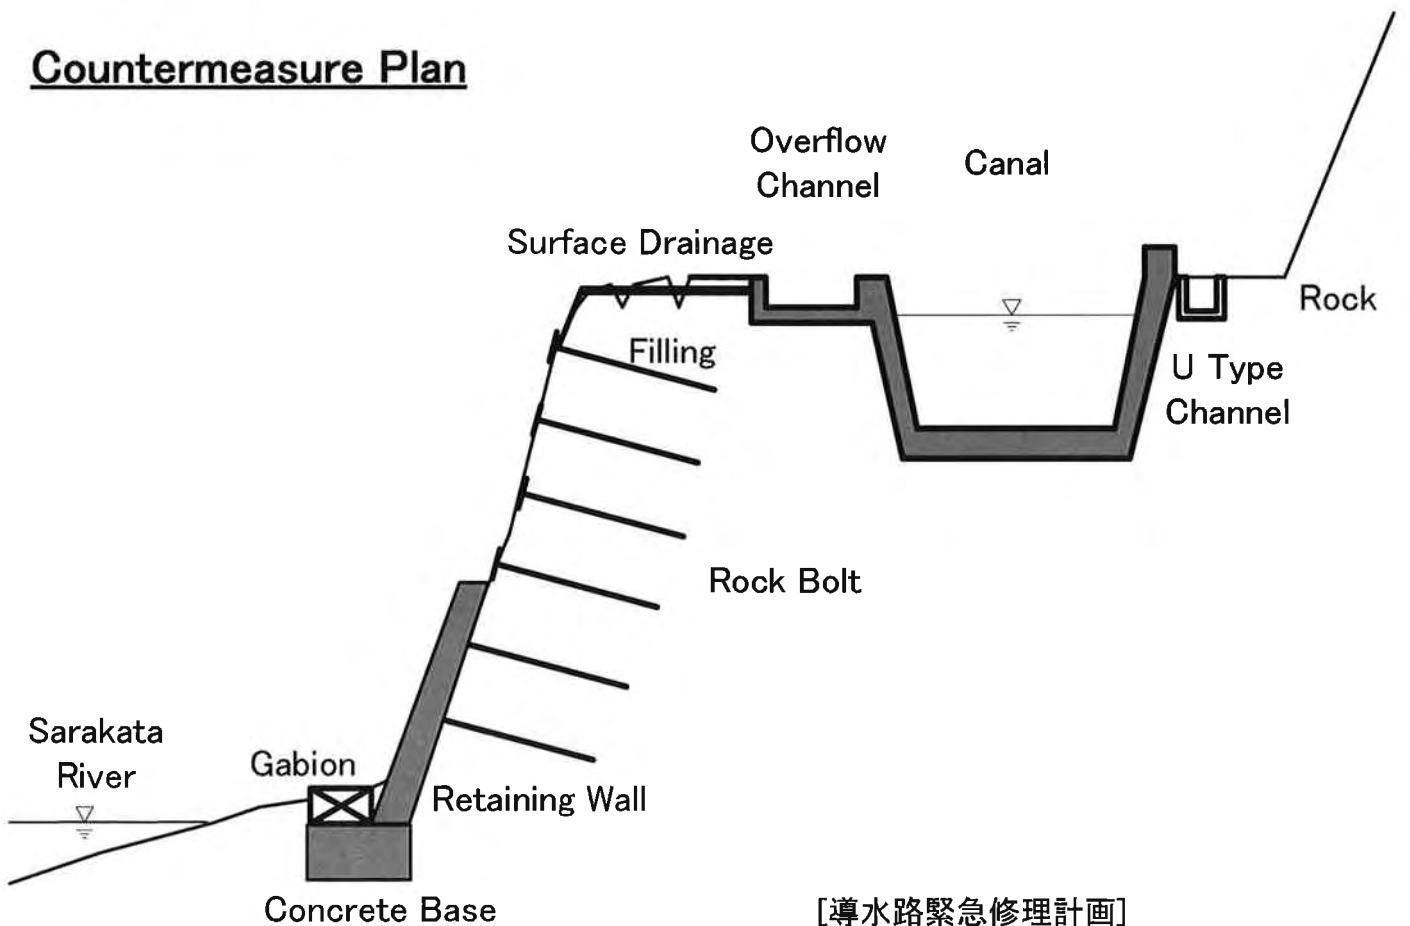 Countermeasure Plan
Overflow
Channel
Canal
Surface Drainage
Rock
Filling
U Type
Channel
Rock Bolt
Sarakata
River
Gabion
Retaining Wall
Concrete Base
[導水路緊急修理計画]